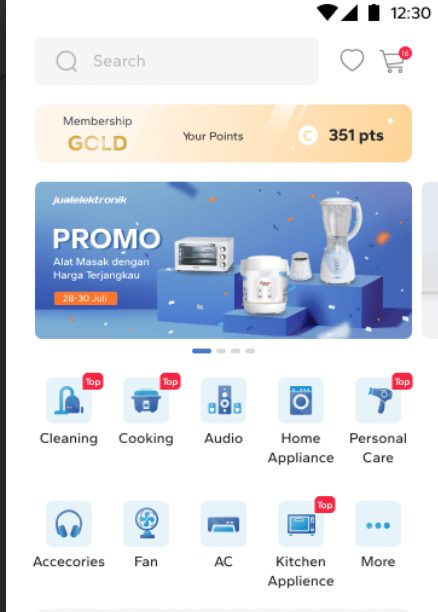 12:30
Search
16
Membership
GOLD
Your Points
C
351 pts
jualelektronik
PROMO
Alat Masak dengan
Harga Terjangkau
28-30 Juli
Top
Top
Top
Cleaning
Cooking
Audio
Home
Appliance
Personal
Care
Top
Accecories
Fan
AC
Kitchen
Applience
More